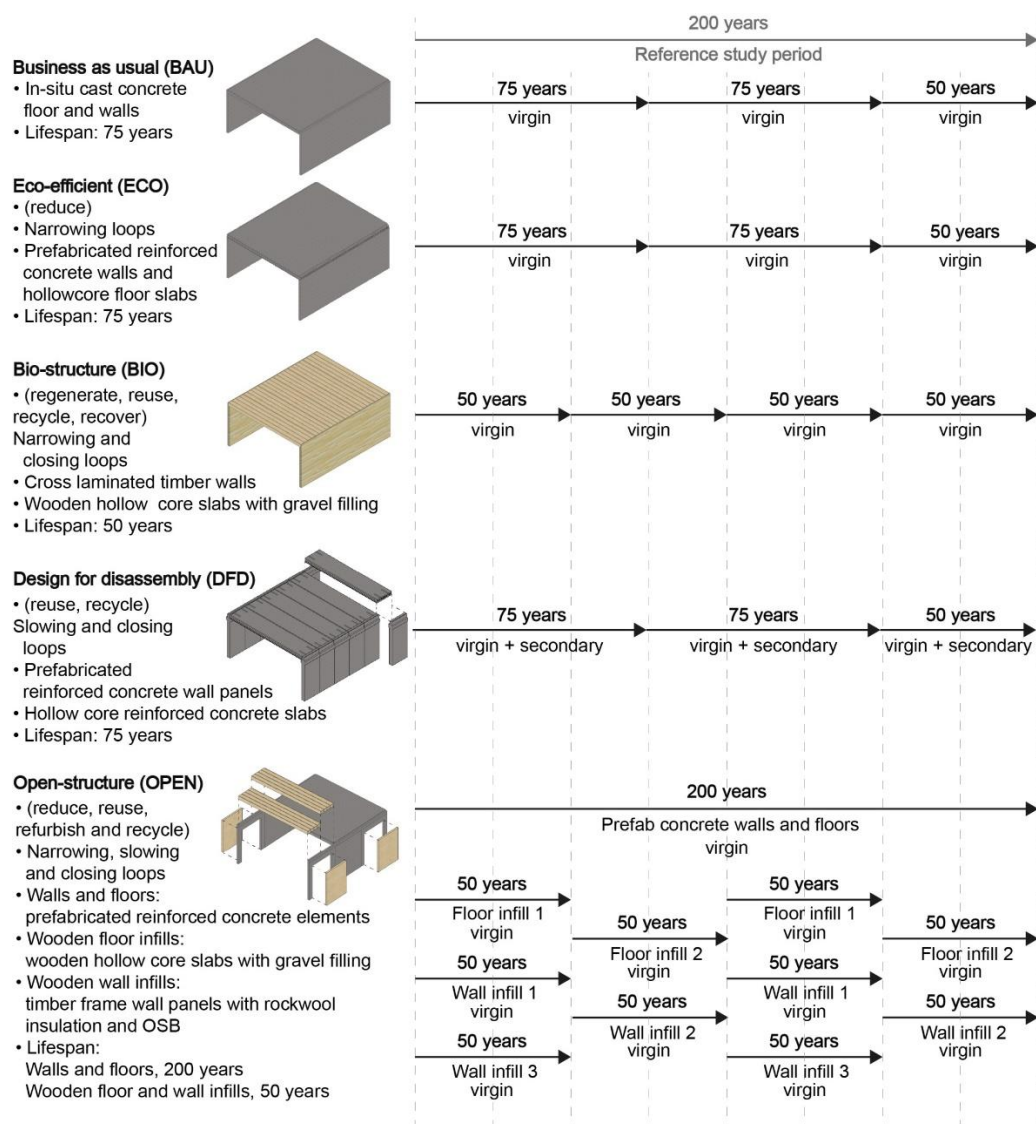 200 years
Reference study period
Business as usual (BAU)
• In-situ cast concrete
floor and walls
• Lifespan: 75 years
75 years
virgin
75 years
virgin
50 years
virgin
Eco-efficient (ECO)
• (reduce)
• Narrowing loops
• Prefabricated reinforced
concrete walls and
hollowcore floor slabs
• Lifespan: 75 years
75 years
virgin
75 years
virgin
50 years
virgin
Bio-structure (BIO)
• (regenerate, reuse,
recycle, recover)
Narrowing and
closing loops
• Cross laminated timber walls
• Wooden hollow core slabs with gravel filling
• Lifespan: 50 years
50 years
virgin
50 years
virgin
50 years
virgin
50 years
virgin
Design for disassembly (DFD)
• (reuse, recycle)
Slowing and closing
loops
• Prefabricated
reinforced concrete wall panels
• Hollow core reinforced concrete slabs
• Lifespan: 75 years
75 years
virgin + secondary
75 years
virgin + secondary
50 years
virgin + secondary
Open-structure (OPEN)
• (reduce, reuse,
refurbish and recycle)
• Narrowing, slowing
and closing loops
• Walls and floors:
prefabricated reinforced concrete elements
• Wooden floor infills:
wooden hollow core slabs with gravel filling
• Wooden wall infills:
timber frame wall panels with rockwool
insulation and OSB
• Lifespan:
Walls and floors, 200 years
Wooden floor and wall infills, 50 years
200 years
Prefab concrete walls and floors
virgin
50 years
Floor infill 1
virgin
50 years
Floor infill 2
virgin
50 years
Floor infill 1
virgin
50 years
Floor infill 2
virgin
50 years
Wall infill 1
virgin
50 years
Wall infill 2
virgin
50 years
Wall infill 1
virgin
50 years
Wall infill 2
virgin
50 years
Wall infill 3
virgin
50 years
Wall infill 3
virgin